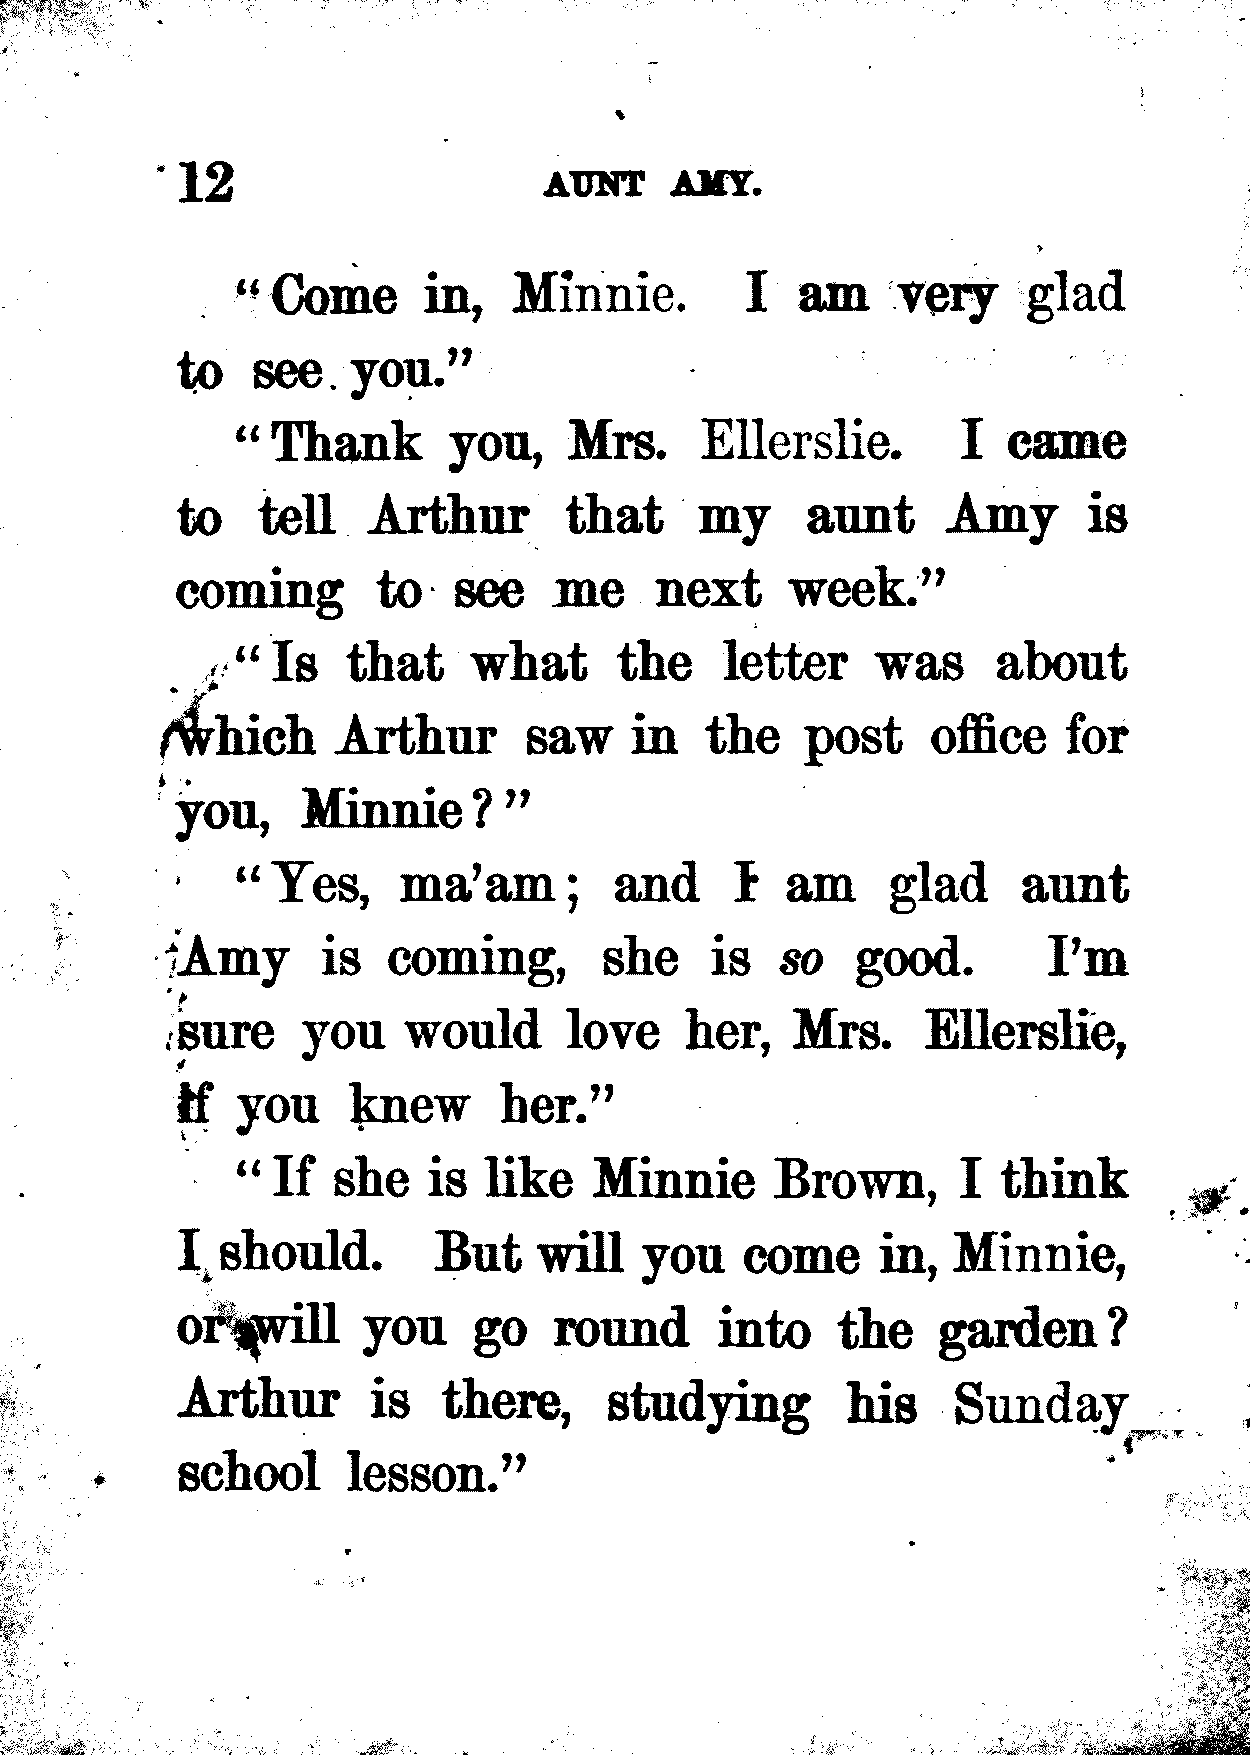 12 AUNT AMY.
“Come in, Minnie. I am very glad
to see you.”
“Thank you, Mrs. Ellerslie. I came
to tell Arthur that my aunt Amy is
coming to see me next week.”
“Is that what the letter was about
which Arthur saw in the post office for
you, Minnie?”
“Yes, ma’am; and I am glad aunt
Amy is coming, she is so good. I’m
sure you would love her, Mrs. Ellerslie,
if you knew her.”
“If she is like Minnie Brown, I think
I should. But will you come in, Minnie,
or will you go round into the garden?
Arthur is there, studying his Sunday
school lesson.”